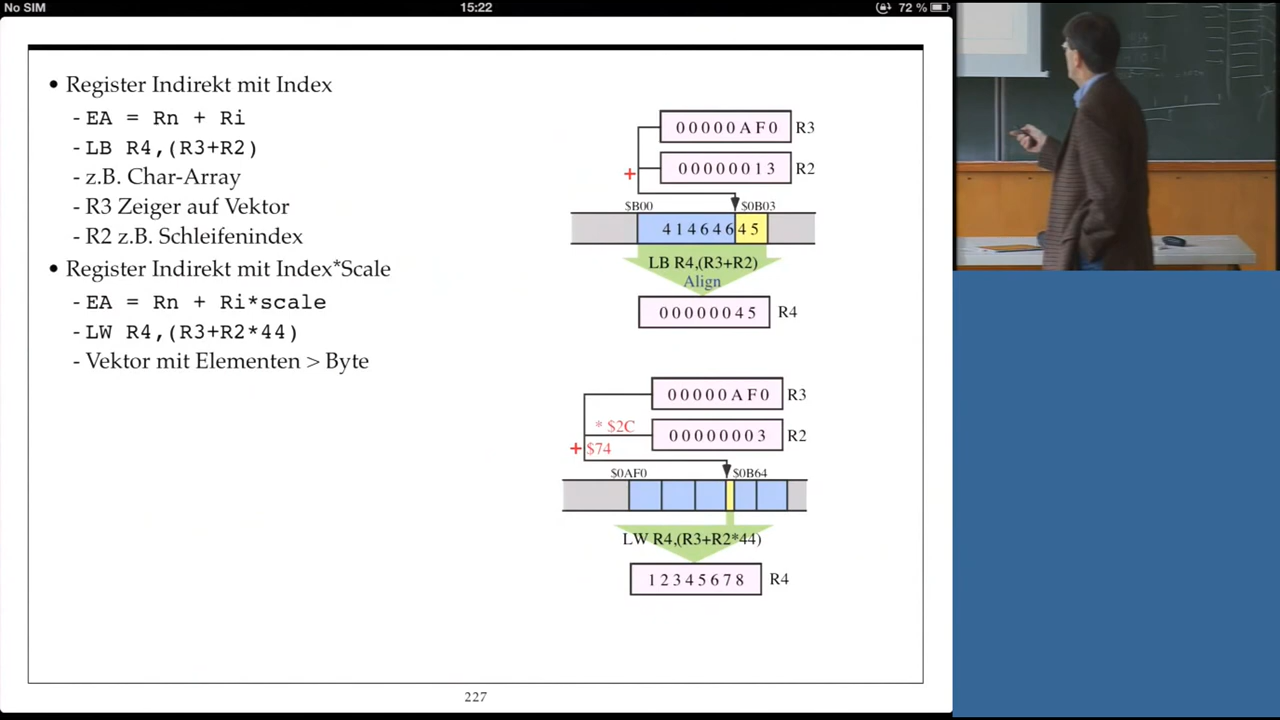 No SIM
15:22
72 %
• Register Indirekt mit Index
- EA = Rn + Ri
- LB R4,(R3+R2)
- z.B. Char-Array
- R3 Zeiger auf Vektor
- R2 z.B. Schleifenindex
• Register Indirekt mit Index*Scale
- EA = Rn + Ri*scale
- LW R4,(R3+R2*44)
- Vektor mit Elementen > Byte
00000AF0 R3
00000013 R2
+
$B00 $0B03
41464645
LB R4,(R3+R2)
Align
00000045 R4
00000AF0 R3
* $2C
00000003 R2
+ $74
$0AF0 $0B64
LW R4,(R3+R2*44)
12345678 R4
227